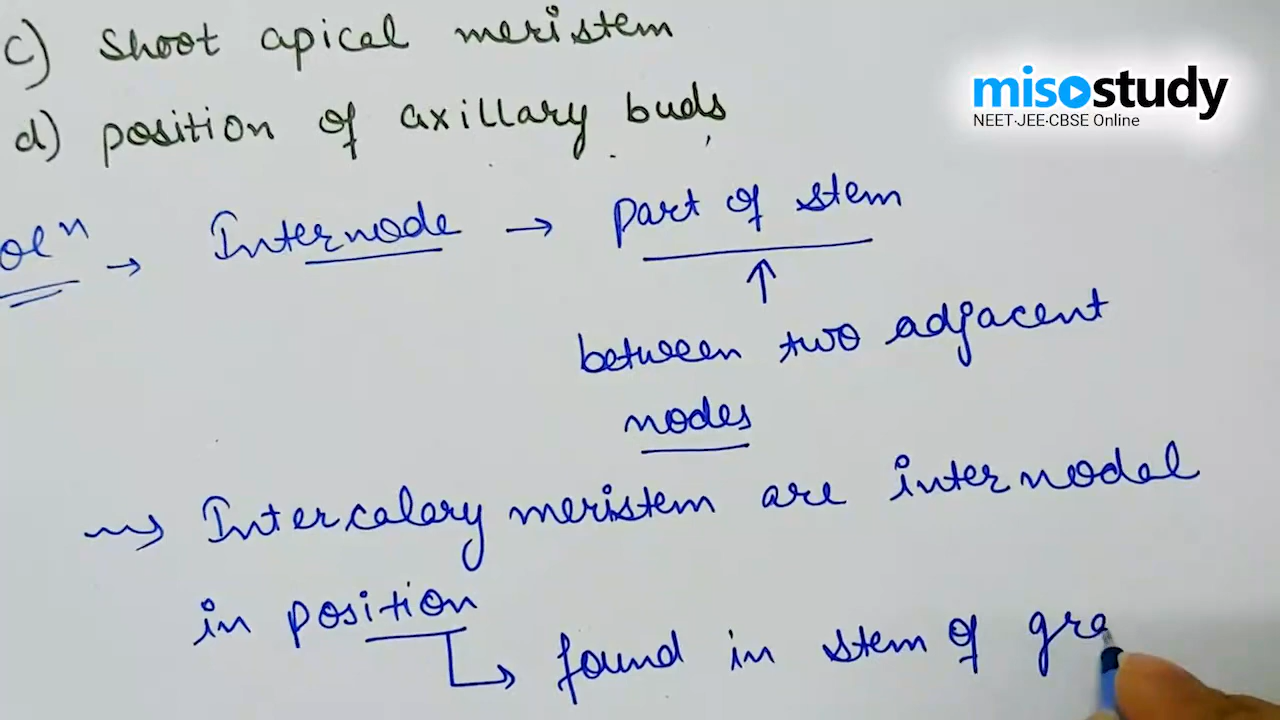 c) Shoot apical meristem
d) position of axillary buds
misostudy
NEET-JEE-CBSE Online
Solⁿ → Internode → part of stem
↑
between two adjacent
nodes
Intercalary meristem are internodal
in position
→ found in stem of gra